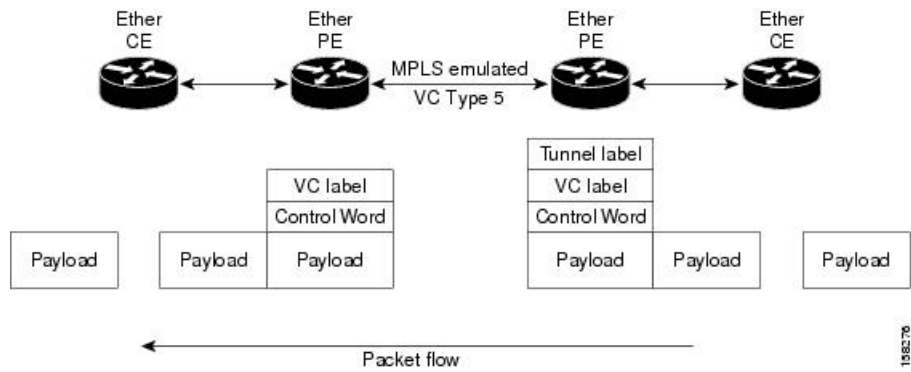 Ether CE
Ether PE
Ether PE
Ether CE
MPLS emulated
VC Type 5
Tunnel label
VC label
VC label
Control Word
Control Word
Payload
Payload
Payload
Payload
Payload
Payload
Packet flow
158276